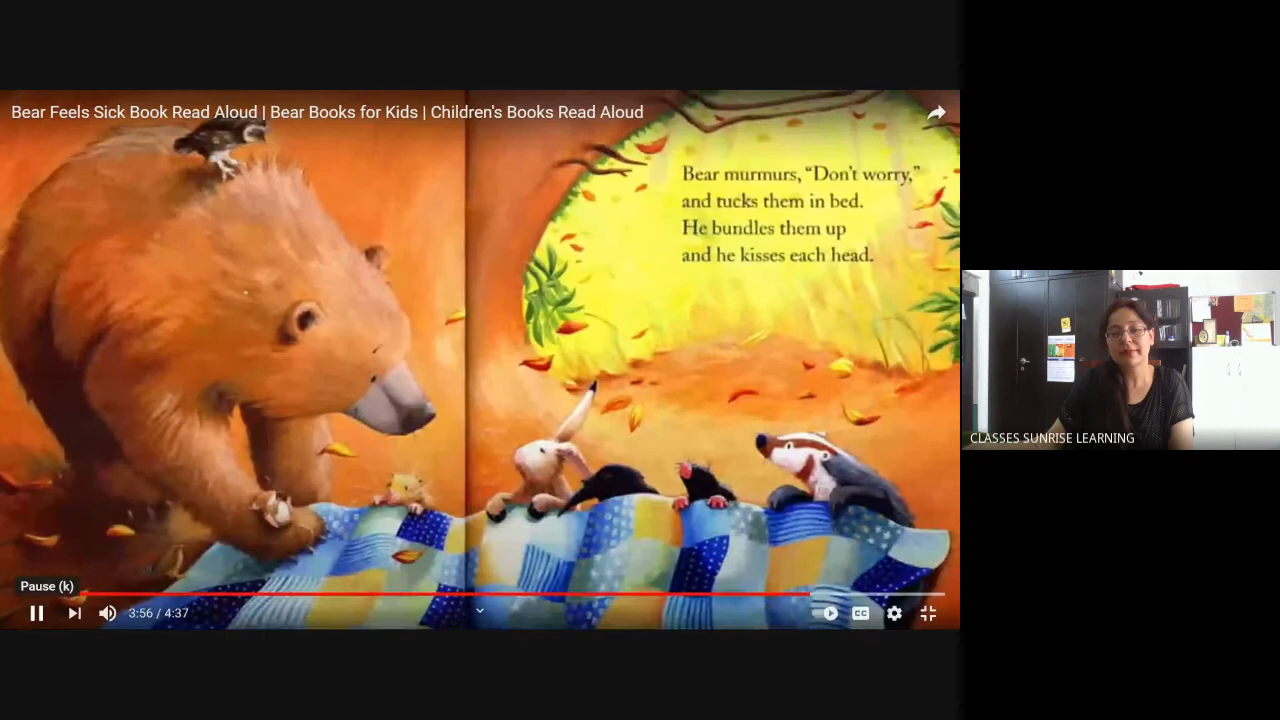 Bear Feels Sick Book Read Aloud | Bear Books for Kids | Children's Books Read Aloud
Bear murmurs, “Don't worry,”
and tucks them in bed.
He bundles them up
and he kisses each head.
CLASSES SUNRISE LEARNING
Pause (k)
3:56 / 4:37
CC